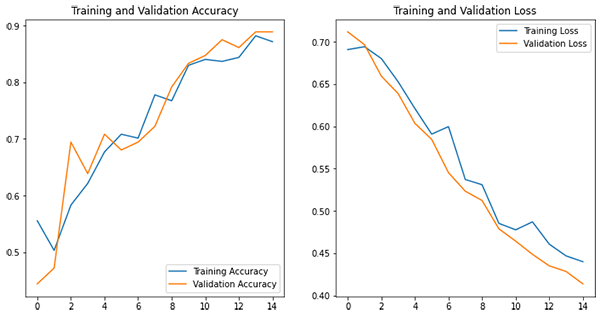 Training and Validation Accuracy
0.9
0.8
0.7
0.6
0.5
0 2 4 6 8 10 12 14
Training Accuracy
Validation Accuracy
Training and Validation Loss
0.70
0.65
0.60
0.55
0.50
0.45
0.40
0 2 4 6 8 10 12 14
Training Loss
Validation Loss